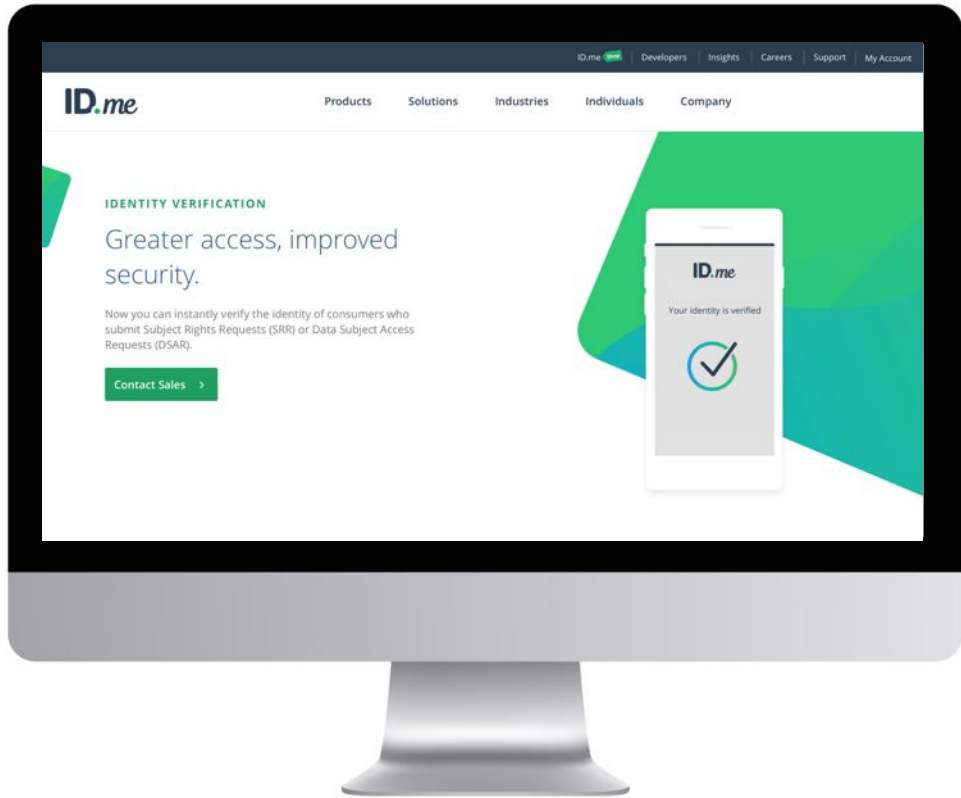 ID.me Shop Developers Insights Careers Support My Account
ID.me Products Solutions Industries Individuals Company
IDENTITY VERIFICATION
Greater access, improved
security.
Now you can instantly verify the identity of consumers who
submit Subject Rights Requests (SRR) or Data Subject Access
Requests (DSAR).
Contact Sales >
ID.me
Your identity is verified